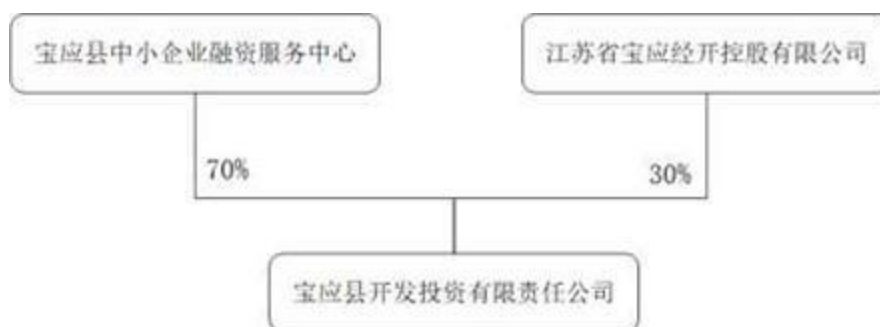 宝应县中小企业融资服务中心
江苏省宝应经开控股有限公司
70%
30%
宝应县开发投资有限责任公司